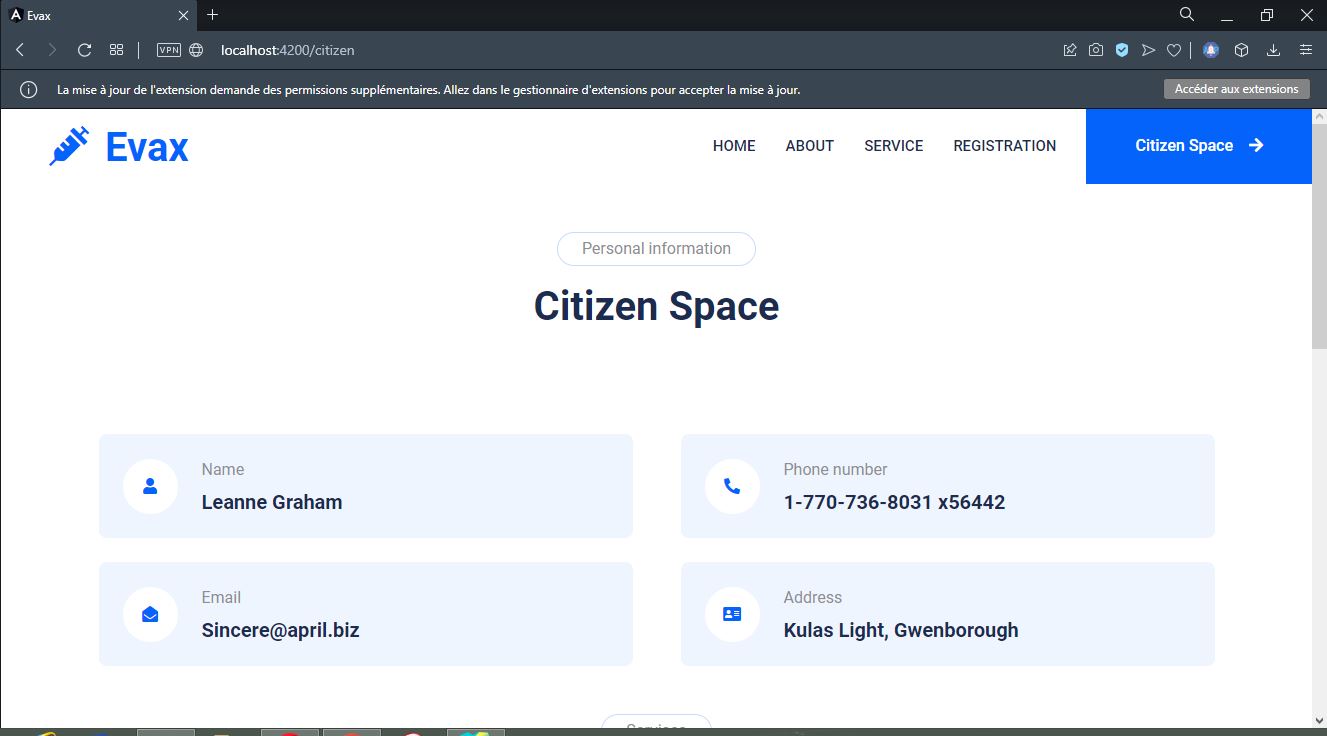 Evax
VPN
localhost:4200/citizen
La mise à jour de l'extension demande des permissions supplémentaires. Allez dans le gestionnaire d'extensions pour accepter la mise à jour.
Accéder aux extensions
Evax
HOME
ABOUT
SERVICE
REGISTRATION
Citizen Space
Personal information
Citizen Space
Name
Leanne Graham
Phone number
1-770-736-8031 x56442
Email
Sincere@april.biz
Address
Kulas Light, Gwenborough
Services